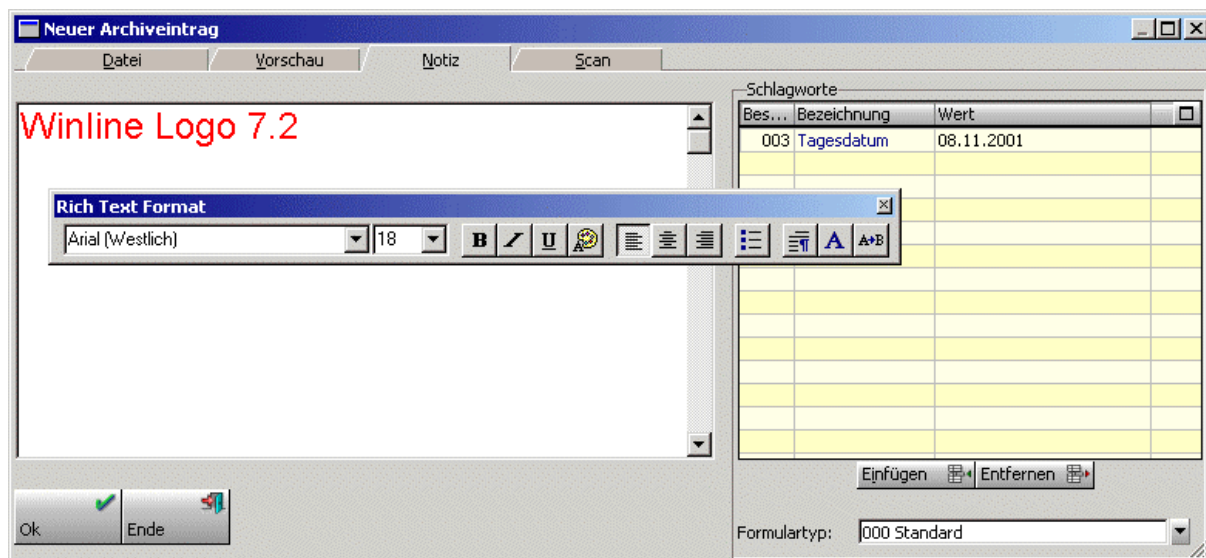 Neuer Archiveintrag
Datei Vorschau Notiz Scan
Winline Logo 7.2
Schlagworte
Bes... Bezeichnung Wert
003 Tagesdatum 08.11.2001
Rich Text Format
Arial (Westlich) 18 B I U A A A→B
Einfügen Entfernen
Ok Ende
Formulartyp: 000 Standard